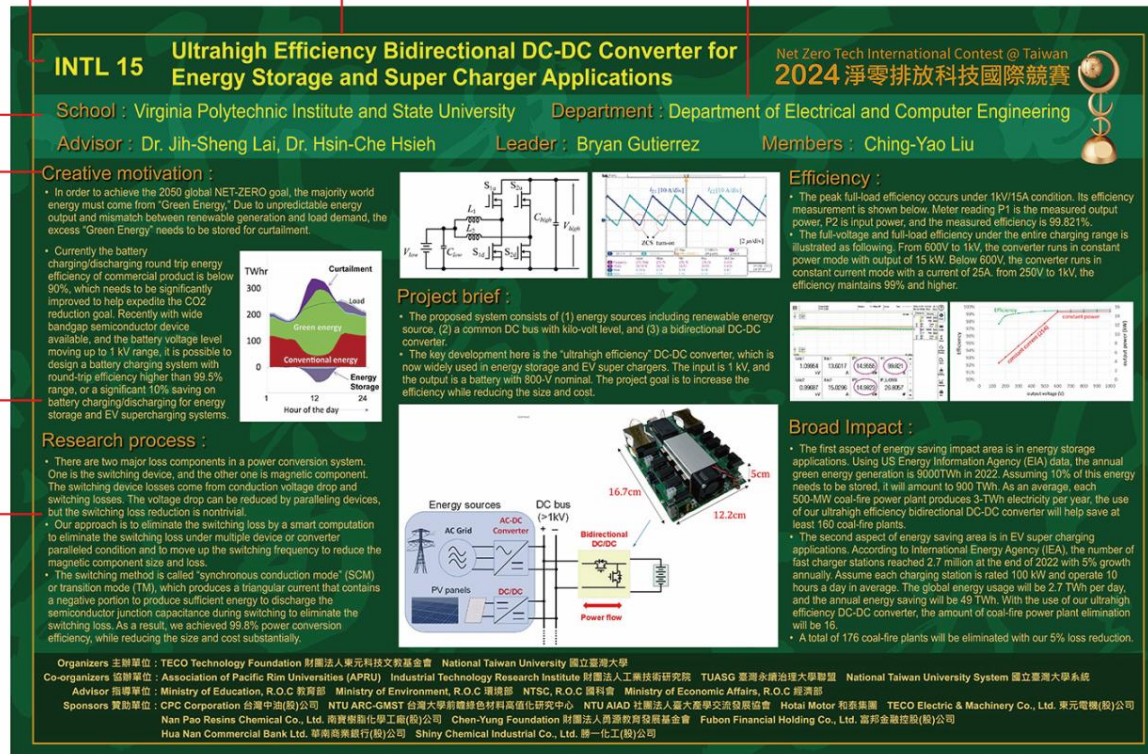 INTL 15
Ultrahigh Efficiency Bidirectional DC-DC Converter for
Energy Storage and Super Charger Applications
Net Zero Tech International Contest @ Taiwan
2024 淨零排放科技國際競賽
School : Virginia Polytechnic Institute and State University Department : Department of Electrical and Computer Engineering
Advisor : Dr. Jih-Sheng Lai, Dr. Hsin-Che Hsieh Leader : Bryan Gutierrez Members : Ching-Yao Liu
Creative motivation :
• In order to achieve the 2050 global NET-ZERO goal, the majority world
energy must come from “Green Energy,” Due to unpredictable energy
output and mismatch between renewable generation and load demand, the
excess “Green Energy” needs to be stored for curtailment.
• Currently the battery
charging/discharging round trip energy
efficiency of commercial product is below
90%, which needs to be significantly
improved to help expedite the CO2
reduction goal. Recently with wide
bandgap semiconductor device
available, and the battery voltage level
moving up to 1 kV range, it is possible to
design a battery charging system with
round-trip efficiency higher than 99.5%
range, or a significant 10% saving on
battery charging/discharging for energy
storage and EV supercharging systems.
TWhr
300
200
100
0
Curtailment
Load
Green energy
Conventional energy
Energy
Storage
1 12 24
Hour of the day
Research process :
• There are two major loss components in a power conversion system.
One is the switching device, and the other one is magnetic component.
The switching device losses come from conduction voltage drop and
switching losses. The voltage drop can be reduced by paralleling devices,
but the switching loss reduction is nontrivial.
• Our approach is to eliminate the switching loss by a smart computation
to eliminate the switching loss under multiple device or converter
paralleled condition and to move up the switching frequency to reduce the
magnetic component size and loss.
• The switching method is called “synchronous conduction mode” (SCM)
or transition mode (TM), which produces a triangular current that contains
a negative portion to produce sufficient energy to discharge the
semiconductor junction capacitance during switching to eliminate the
switching loss. As a result, we achieved 99.8% power conversion
efficiency, while reducing the size and cost substantially.
S1u S2u
L1
L2
Vlow Clow S1d S2d Chigh Vhigh
iL1 [10 A/div] iL2 [10 A/div]
ZCS turn-on
[2 μs/div]
Project brief :
• The proposed system consists of (1) energy sources including renewable energy
source, (2) a common DC bus with kilo-volt level, and (3) a bidirectional DC-DC
converter.
• The key development here is the “ultrahigh efficiency” DC-DC converter, which is
now widely used in energy storage and EV super chargers. The input is 1 kV, and
the output is a battery with 800-V nominal. The project goal is to increase the
efficiency while reducing the size and cost.
16.7cm
5cm
12.2cm
Energy sources
DC bus
(>1kV)
+ −
AC Grid
AC-DC
Converter
PV panels
DC/DC
Bidirectional
DC/DC
Power flow
Efficiency :
• The peak full-load efficiency occurs under 1kV/15A condition. Its efficiency
measurement is shown below. Meter reading P1 is the measured output
power, P2 is input power, and the measured efficiency is 99.821%.
• The full-voltage and full-load efficiency under the entire charging range is
illustrated as following. From 600V to 1kV, the converter runs in constant
power mode with output of 15 kW. Below 600V, the converter runs in
constant current mode with a current of 25A. from 250V to 1kV, the
efficiency maintains 99% and higher.
99.821
Efficiency
constant power
constant current (25A)
Efficiency
output power (kW)
0 100 200 300 400 500 600 700 800 900 1000
output voltage (V)
Broad Impact :
• The first aspect of energy saving impact area is in energy storage
applications. Using US Energy Information Agency (EIA) data, the annual
green energy generation is 9000TWh in 2022. Assuming 10% of this energy
needs to be stored, it will amount to 900 TWh. As an average, each
500-MW coal-fire power plant produces 3-TWh electricity per year, the use
of our ultrahigh efficiency bidirectional DC-DC converter will help save at
least 160 coal-fire plants.
• The second aspect of energy saving area is in EV super charging
applications. According to International Energy Agency (IEA), the number of
fast charger stations reached 2.7 million at the end of 2022 with 5% growth
annually. Assume each charging station is rated 100 kW and operate 10
hours a day in average. The global energy usage will be 2.7 TWh per day,
and the annual energy saving will be 49 TWh. With the use of our ultrahigh
efficiency DC-DC converter, the amount of coal-fire power plant elimination
will be 16.
• A total of 176 coal-fire plants will be eliminated with our 5% loss reduction.
Organizers 主辦單位：TECO Technology Foundation 財團法人東元科技文教基金會 National Taiwan University 國立臺灣大學
Co-organizers 協辦單位：Association of Pacific Rim Universities (APRU) Industrial Technology Research Institute 財團法人工業技術研究院 TUASG 臺灣永續治理大學聯盟 National Taiwan University System 國立臺灣大學系統
Advisor 指導單位：Ministry of Education, R.O.C 教育部 Ministry of Environment, R.O.C 環境部 NTSC, R.O.C 國科會 Ministry of Economic Affairs, R.O.C 經濟部
Sponsors 贊助單位：CPC Corporation 台灣中油(股)公司 NTU ARC-GMST 台灣大學前瞻綠色材料高值化研究中心 NTU AIAD 社團法人臺大產學交流發展協會 Hotai Motor 和泰集團 TECO Electric & Machinery Co., Ltd. 東元電機(股)公司
Nan Pao Resins Chemical Co., Ltd. 南寶樹脂化學工廠(股)公司 Chen-Yung Foundation 財團法人勇源教育發展基金會 Fubon Financial Holding Co., Ltd. 富邦金融控股(股)公司
Hua Nan Commercial Bank Ltd. 華南商業銀行(股)公司 Shiny Chemical Industrial Co., Ltd. 勝一化工(股)公司